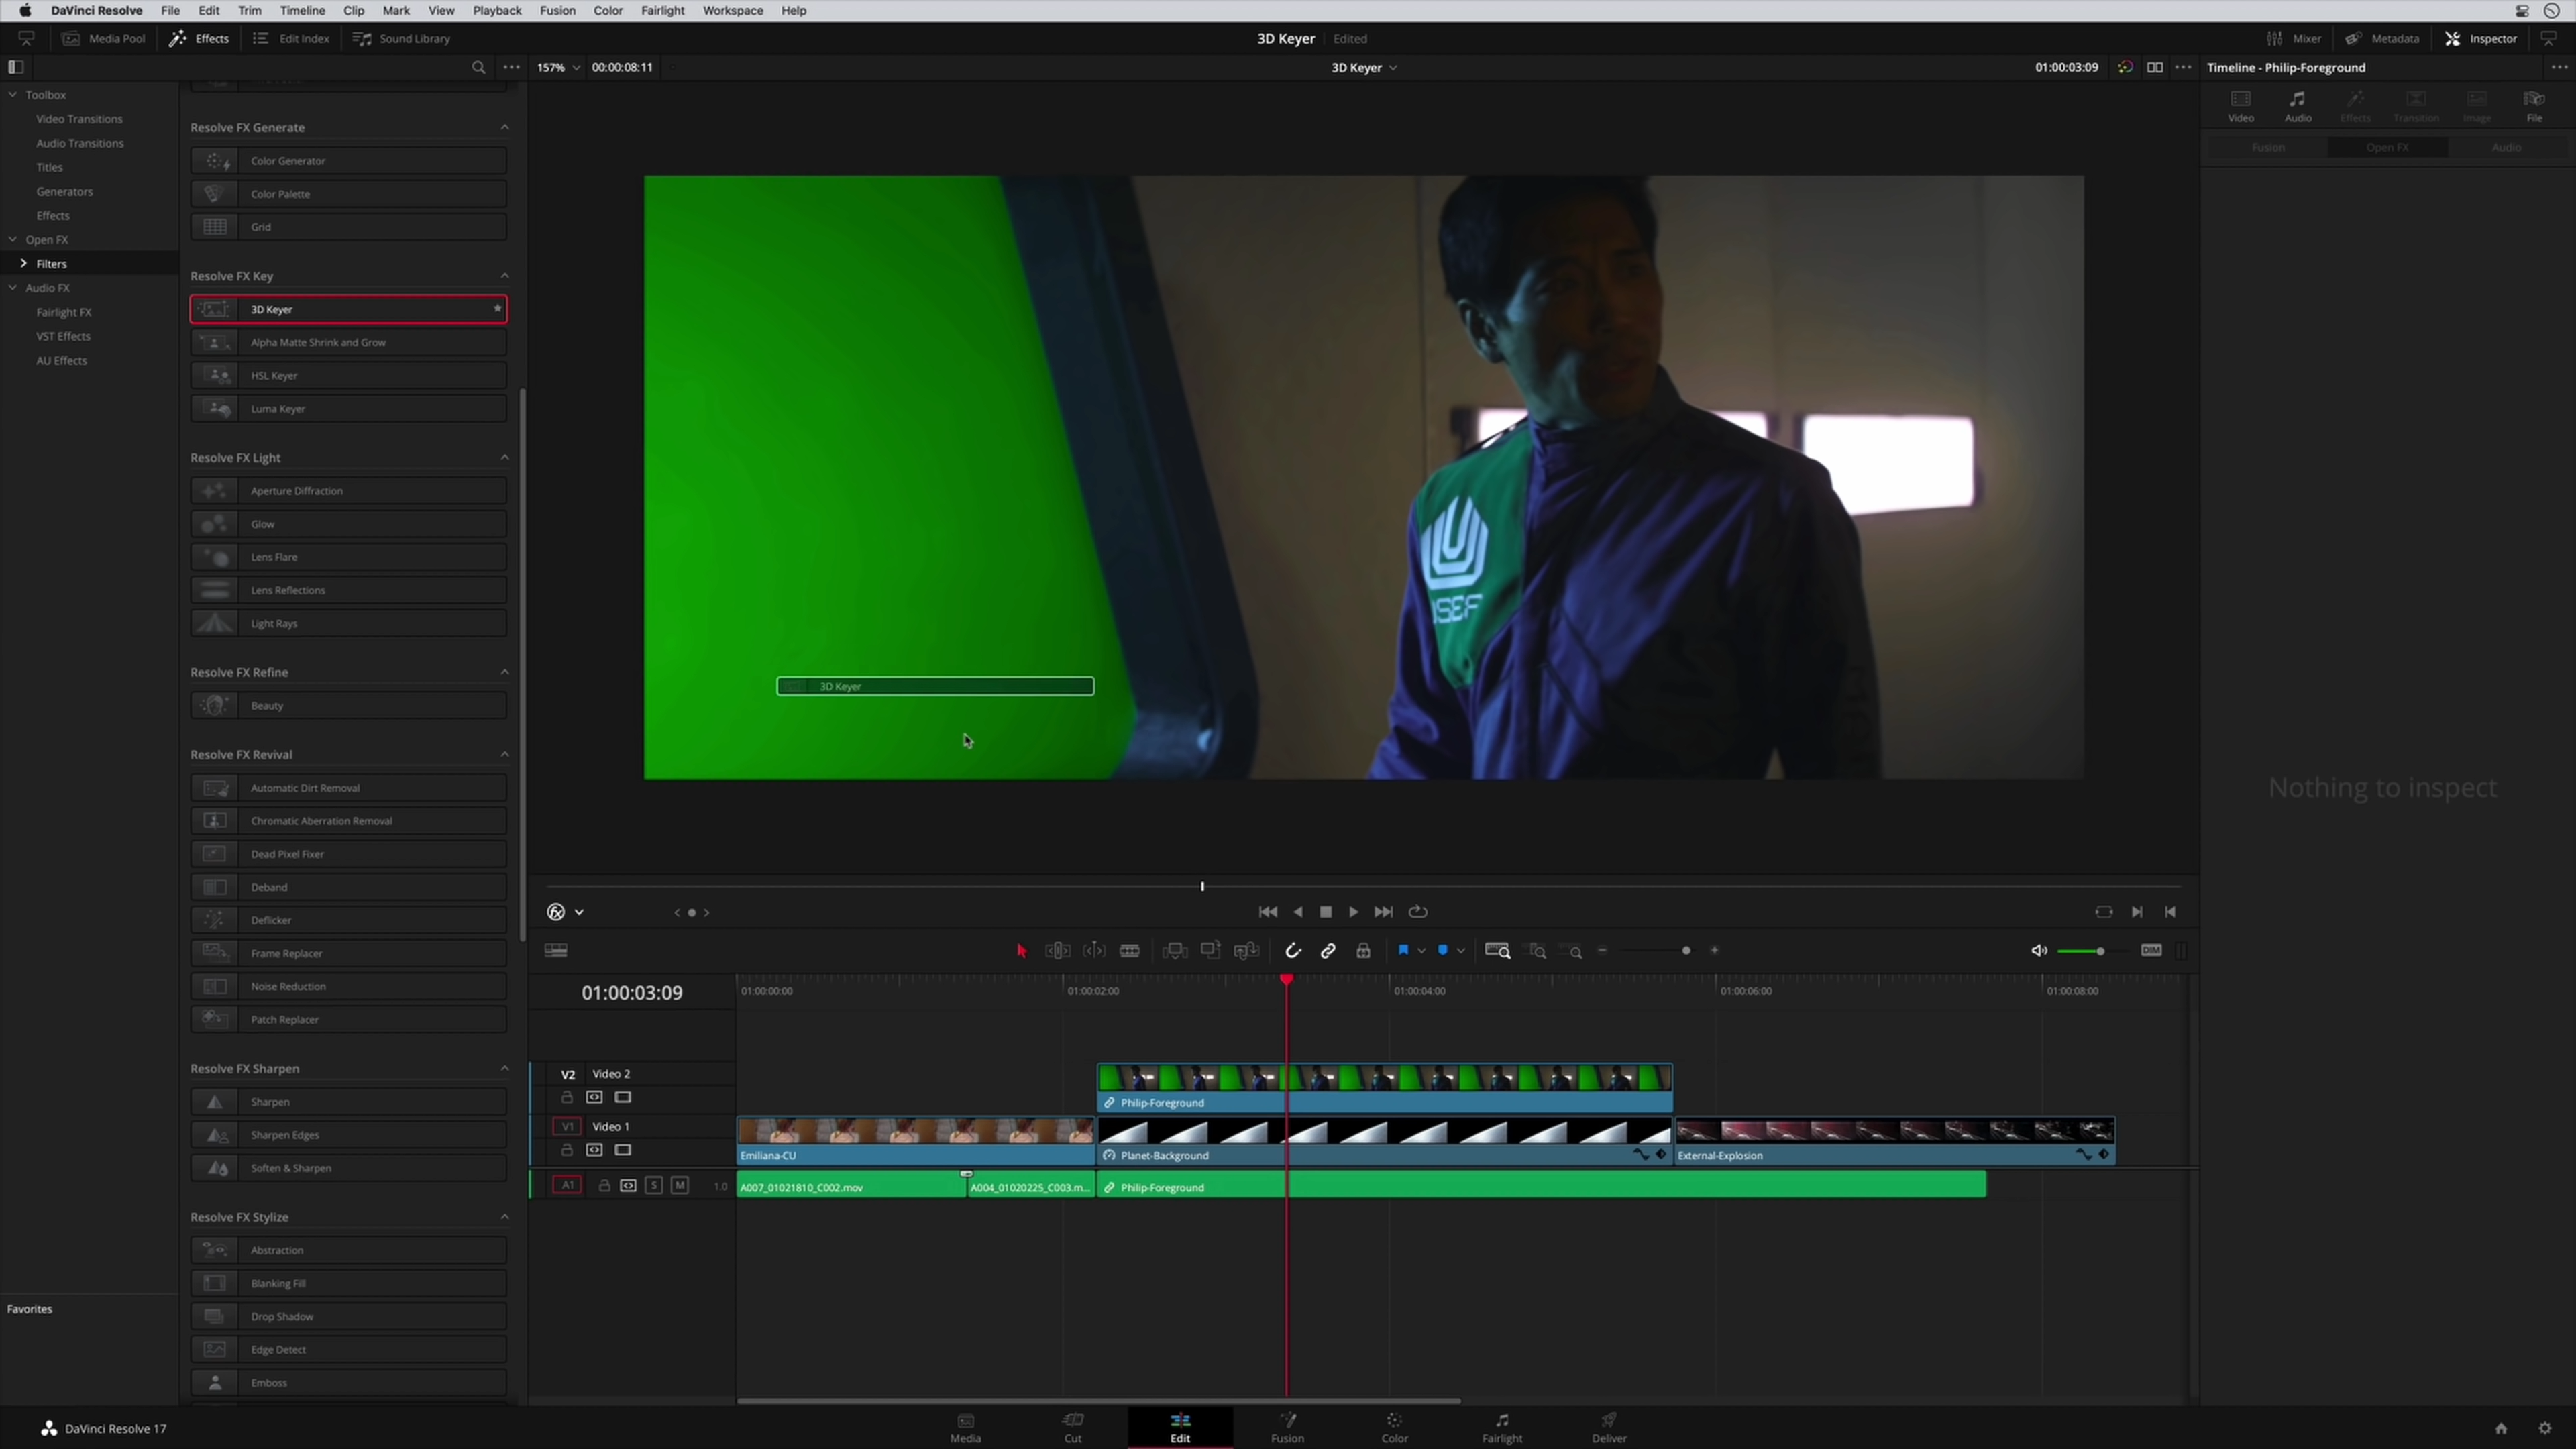 DaVinci Resolve File Edit Trim Timeline Clip Mark View Playback Fusion Color Fairlight Workspace Help
Media Pool Effects Edit Index Sound Library 3D Keyer Edited Mixer Metadata Inspector
157% 00:00:08:11 3D Keyer 01:00:03:09 Timeline - Philip-Foreground
Video Audio Effects Transition Image File
Fusion Open FX Audio
Toolbox
Video Transitions
Audio Transitions
Titles
Generators
Effects
Open FX
Filters
Audio FX
Fairlight FX
VST Effects
AU Effects
Favorites
Resolve FX Generate
Color Generator
Color Palette
Grid
Resolve FX Key
3D Keyer
Alpha Matte Shrink and Grow
HSL Keyer
Luma Keyer
Resolve FX Light
Aperture Diffraction
Glow
Lens Flare
Lens Reflections
Light Rays
Resolve FX Refine
Beauty
Resolve FX Revival
Automatic Dirt Removal
Chromatic Aberration Removal
Dead Pixel Fixer
Deband
Deflicker
Frame Replacer
Noise Reduction
Patch Replacer
Resolve FX Sharpen
Sharpen
Sharpen Edges
Soften & Sharpen
Resolve FX Stylize
Abstraction
Blanking Fill
Drop Shadow
Edge Detect
Emboss
3D Keyer
Nothing to inspect
DIM
01:00:03:09 01:00:00:00 01:00:02:00 01:00:04:00 01:00:06:00 01:00:08:00
V2 Video 2
Philip-Foreground
V1 Video 1
Emiliana-CU Planet-Background External-Explosion
A1 S M 1.0 A007_01021810_C002.mov A004_01020225_C003.m... Philip-Foreground
DaVinci Resolve 17 Media Cut Edit Fusion Color Fairlight Deliver